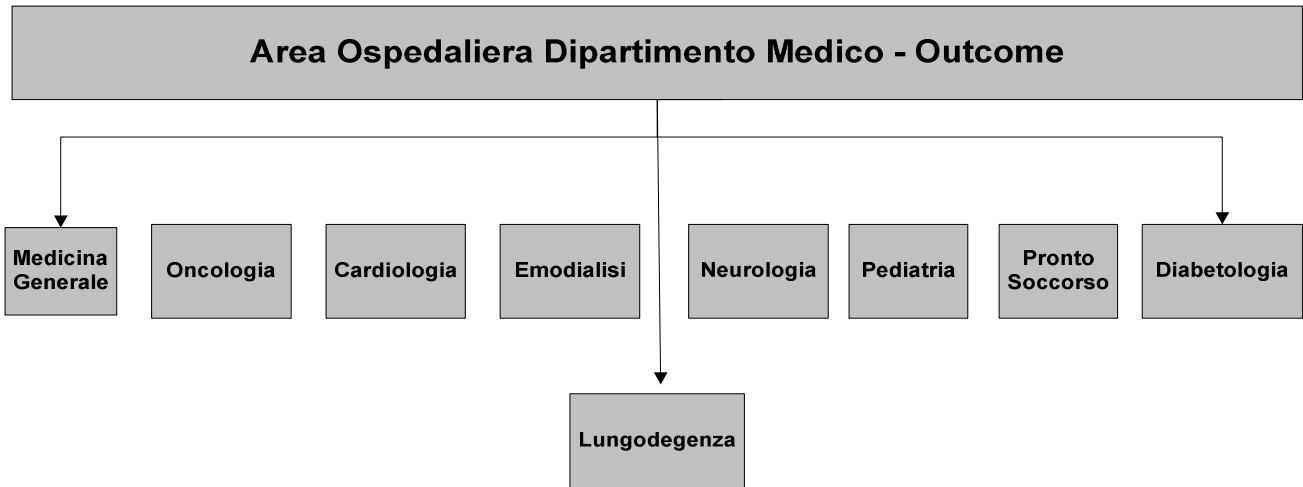 Area Ospedaliera Dipartimento Medico - Outcome
Medicina
Generale
Oncologia
Cardiologia
Emodialisi
Neurologia
Pediatria
Pronto
Soccorso
Diabetologia
Lungodegenza